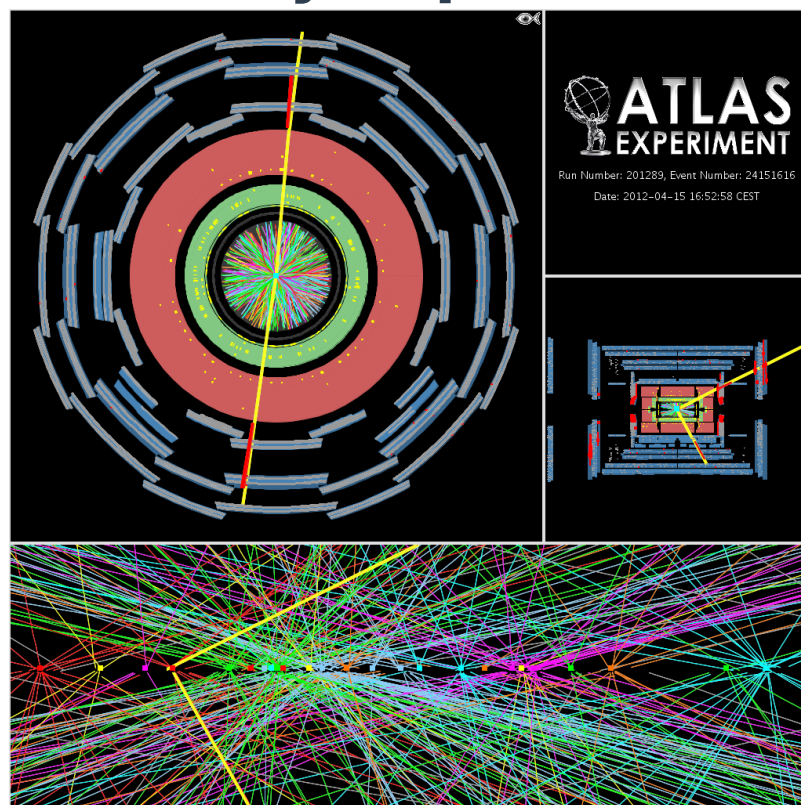 ATLAS
EXPERIMENT
Run Number: 201289, Event Number: 24151616
Date: 2012-04-15 16:52:58 CEST